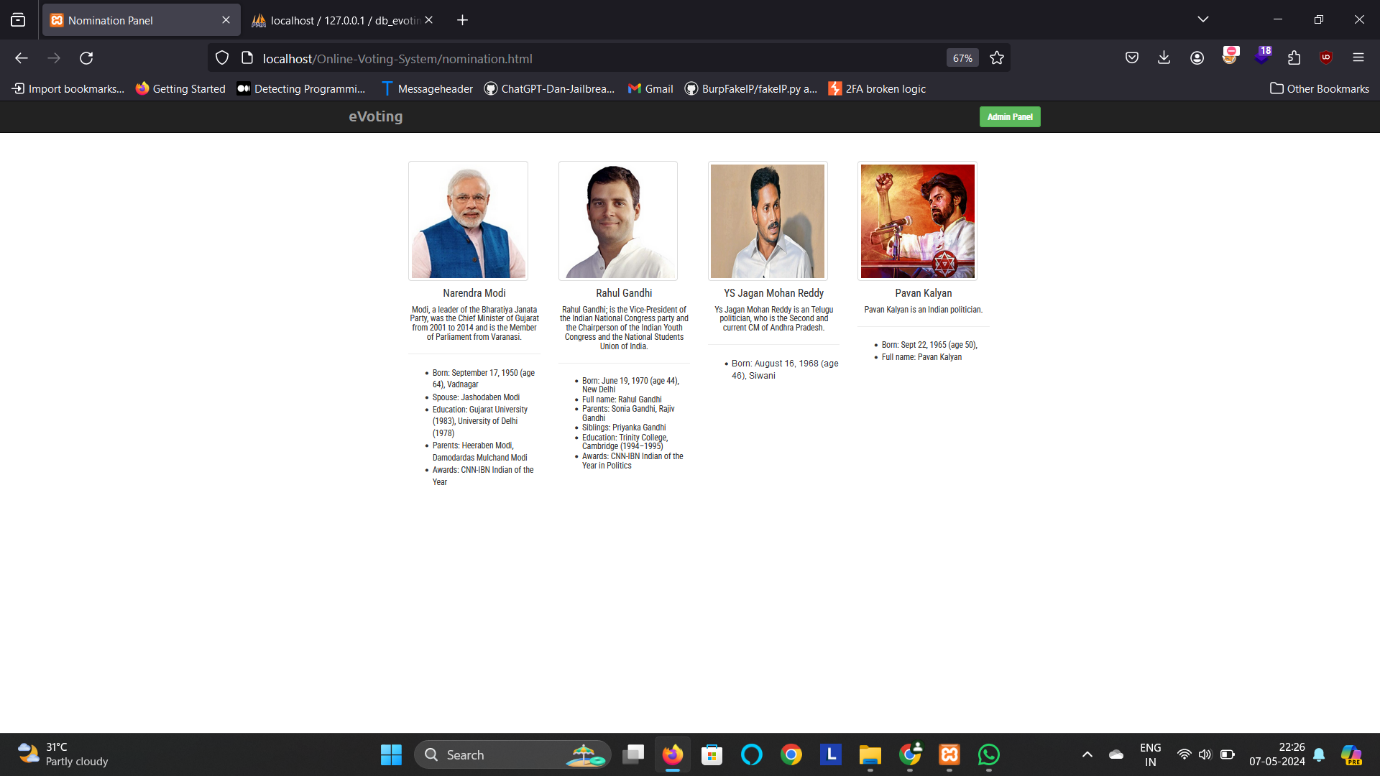 Nomination Panel
localhost / 127.0.0.1 / db_evotin
localhost/Online-Voting-System/nomination.html
67%
18
Import bookmarks...
Getting Started
Detecting Programmi...
Messageheader
ChatGPT-Dan-Jailbrea...
Gmail
BurpFakeIP/fakeIP.py a...
2FA broken logic
Other Bookmarks
eVoting
Admin Panel
Narendra Modi
Modi, a leader of the Bharatiya Janata
Party, was the Chief Minister of Gujarat
from 2001 to 2014 and is the Member
of Parliament from Varanasi.
• Born: September 17, 1950 (age
64), Vadnagar
• Spouse: Jashodaben Modi
• Education: Gujarat University
(1983), University of Delhi
(1978)
• Parents: Heeraben Modi,
Damodardas Mulchand Modi
• Awards: CNN-IBN Indian of the
Year
Rahul Gandhi
Rahul Gandhi; is the Vice-President of
the Indian National Congress party and
the Chairperson of the Indian Youth
Congress and the National Students
Union of India.
• Born: June 19, 1970 (age 44),
New Delhi
• Full name: Rahul Gandhi
• Parents: Sonia Gandhi, Rajiv
Gandhi
• Siblings: Priyanka Gandhi
• Education: Trinity College,
Cambridge (1994–1995)
• Awards: CNN-IBN Indian of the
Year in Politics
YS Jagan Mohan Reddy
Ys Jagan Mohan Reddy is an Telugu
politician, who is the Second and
current CM of Andhra Pradesh.
• Born: August 16, 1968 (age
46), Siwani
Pavan Kalyan
Pavan Kalyan is an Indian politician.
• Born: Sept 22, 1965 (age 50),
• Full name: Pavan Kalyan
31°C
Partly cloudy
Search
L
ENG
IN
22:26
07-05-2024
PRE